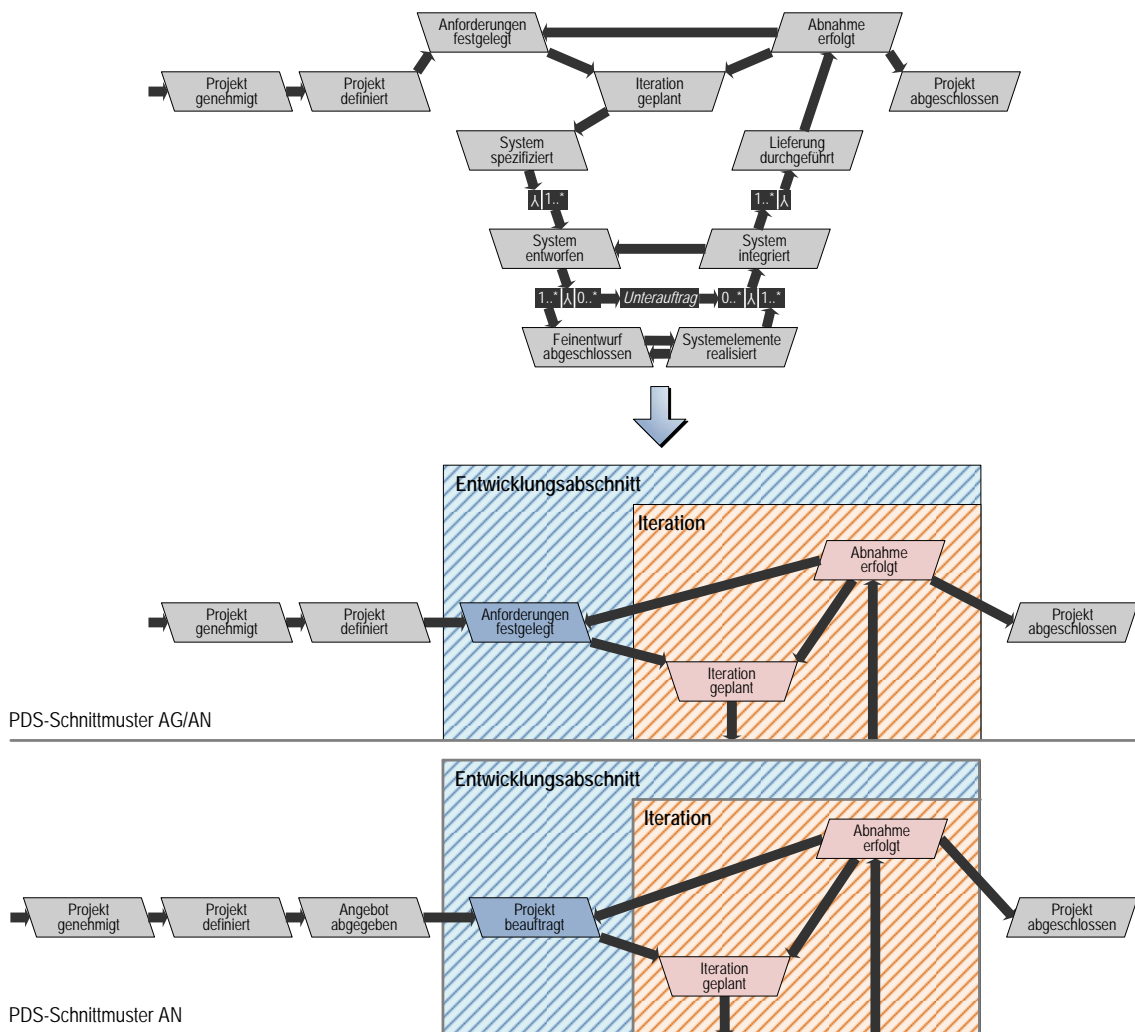 Anforderungen
festgelegt
Abnahme
erfolgt
Projekt
genehmigt
Projekt
definiert
Iteration
geplant
Projekt
abgeschlossen
System
spezifiziert
Lieferung
durchgeführt
⅄ 1..*
1..* ⅄
System
entworfen
System
integriert
1..* ⅄ 0..*
Unterauftrag
0..* ⅄ 1..*
Feinentwurf
abgeschlossen
Systemelemente
realisiert
Entwicklungsabschnitt
Iteration
Abnahme
erfolgt
Projekt
genehmigt
Projekt
definiert
Anforderungen
festgelegt
Projekt
abgeschlossen
Iteration
geplant
PDS-Schnittmuster AG/AN
Entwicklungsabschnitt
Iteration
Abnahme
erfolgt
Projekt
genehmigt
Projekt
definiert
Angebot
abgegeben
Projekt
beauftragt
Projekt
abgeschlossen
Iteration
geplant
PDS-Schnittmuster AN